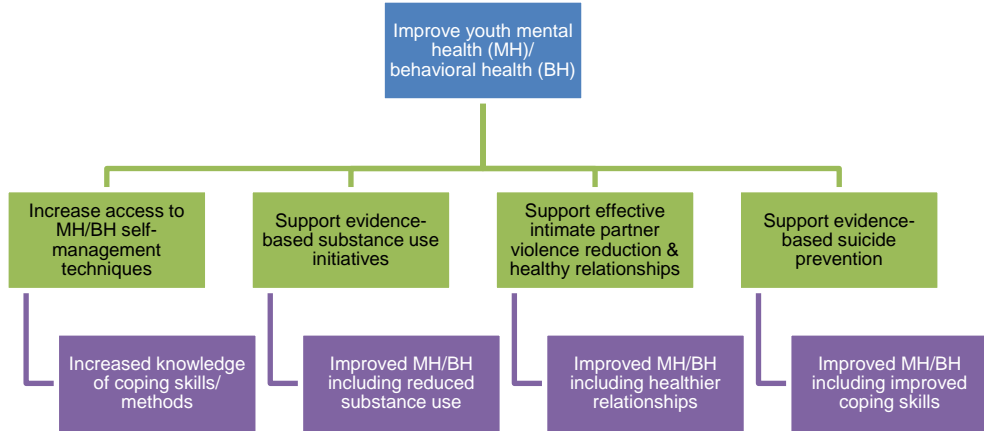 Improve youth mental
health (MH)/
behavioral health (BH)
Increase access to
MH/BH self-
management
techniques
Support evidence-
based substance use
initiatives
Support effective
intimate partner
violence reduction &
healthy relationships
Support evidence-
based suicide
prevention
Increased knowledge
of coping skills/
methods
Improved MH/BH
including reduced
substance use
Improved MH/BH
including healthier
relationships
Improved MH/BH
including improved
coping skills